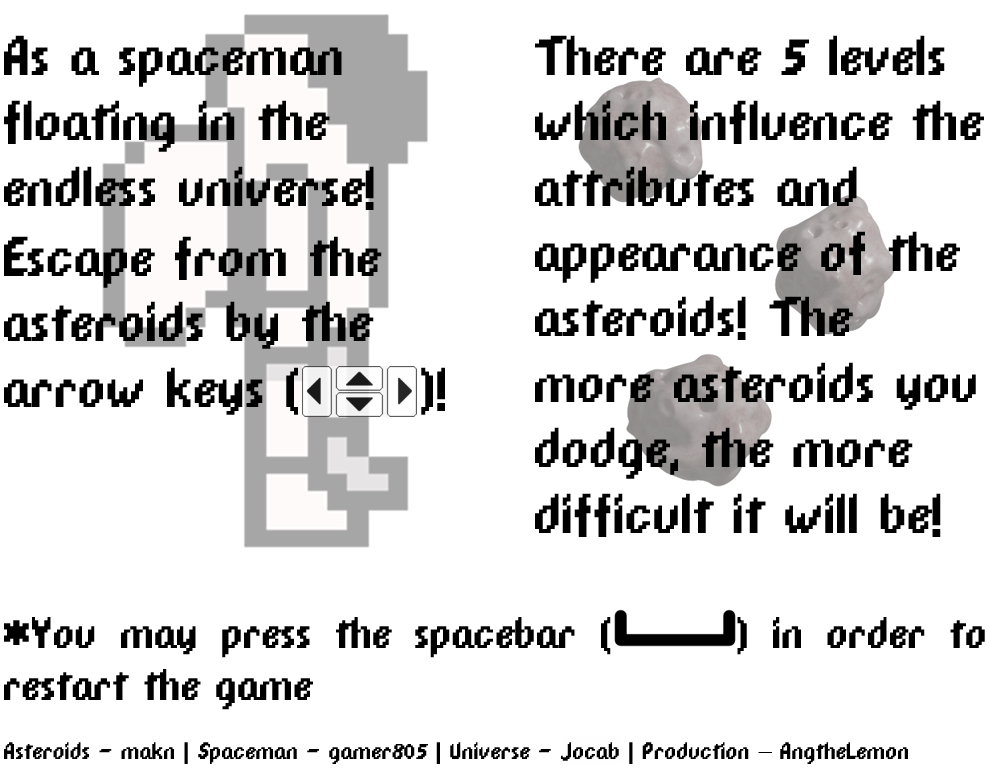 As a spaceman
floating in the
endless universe!
Escape from the
asteroids by the
arrow keys ()!
There are 5 levels
which influence the
attributes and
appearance of the
asteroids! The
more asteroids you
dodge, the more
difficult it will be!
*You may press the spacebar () in order to
restart the game
Asteroids - makn | Spaceman - gamer805 | Universe - Jocab | Production – AngtheLemon